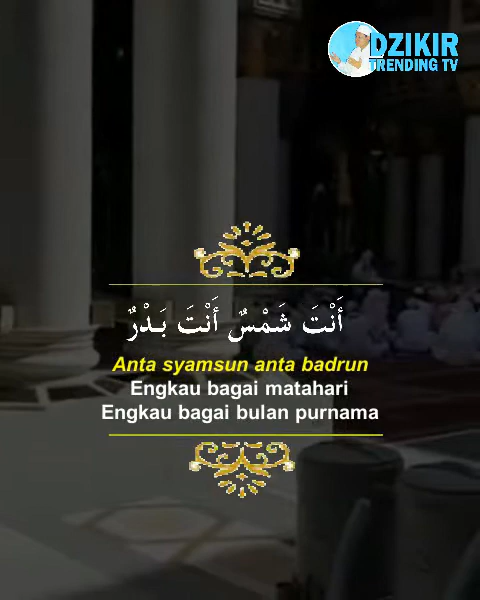 DZIKIR
TRENDING TV
أَنْتَ شَمْسٌ أَنْتَ بَدْرٌ
Anta syamsun anta badrun
Engkau bagai matahari
Engkau bagai bulan purnama